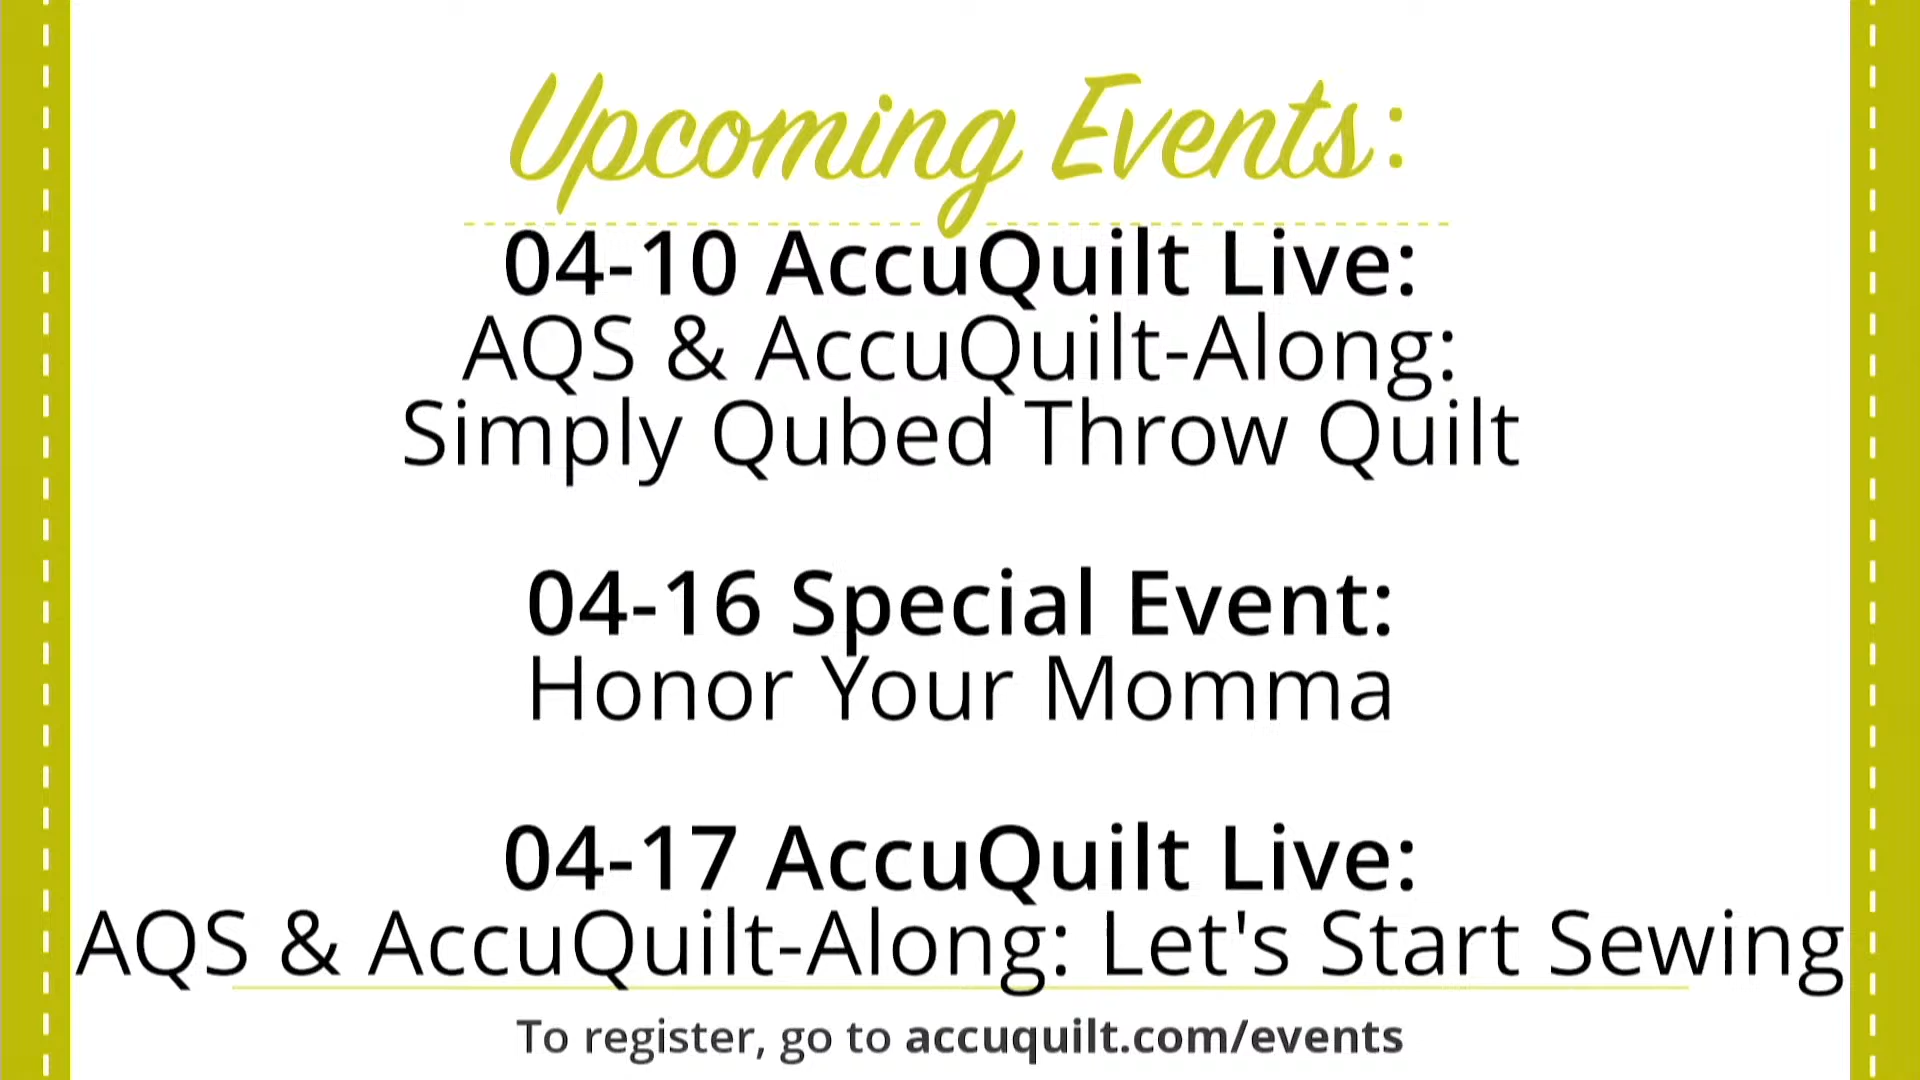 Upcoming Events:
04-10 AccuQuilt Live:
AQS & AccuQuilt-Along:
Simply Qubed Throw Quilt
04-16 Special Event:
Honor Your Momma
04-17 AccuQuilt Live:
AQS & AccuQuilt-Along: Let's Start Sewing
To register, go to accuquilt.com/events